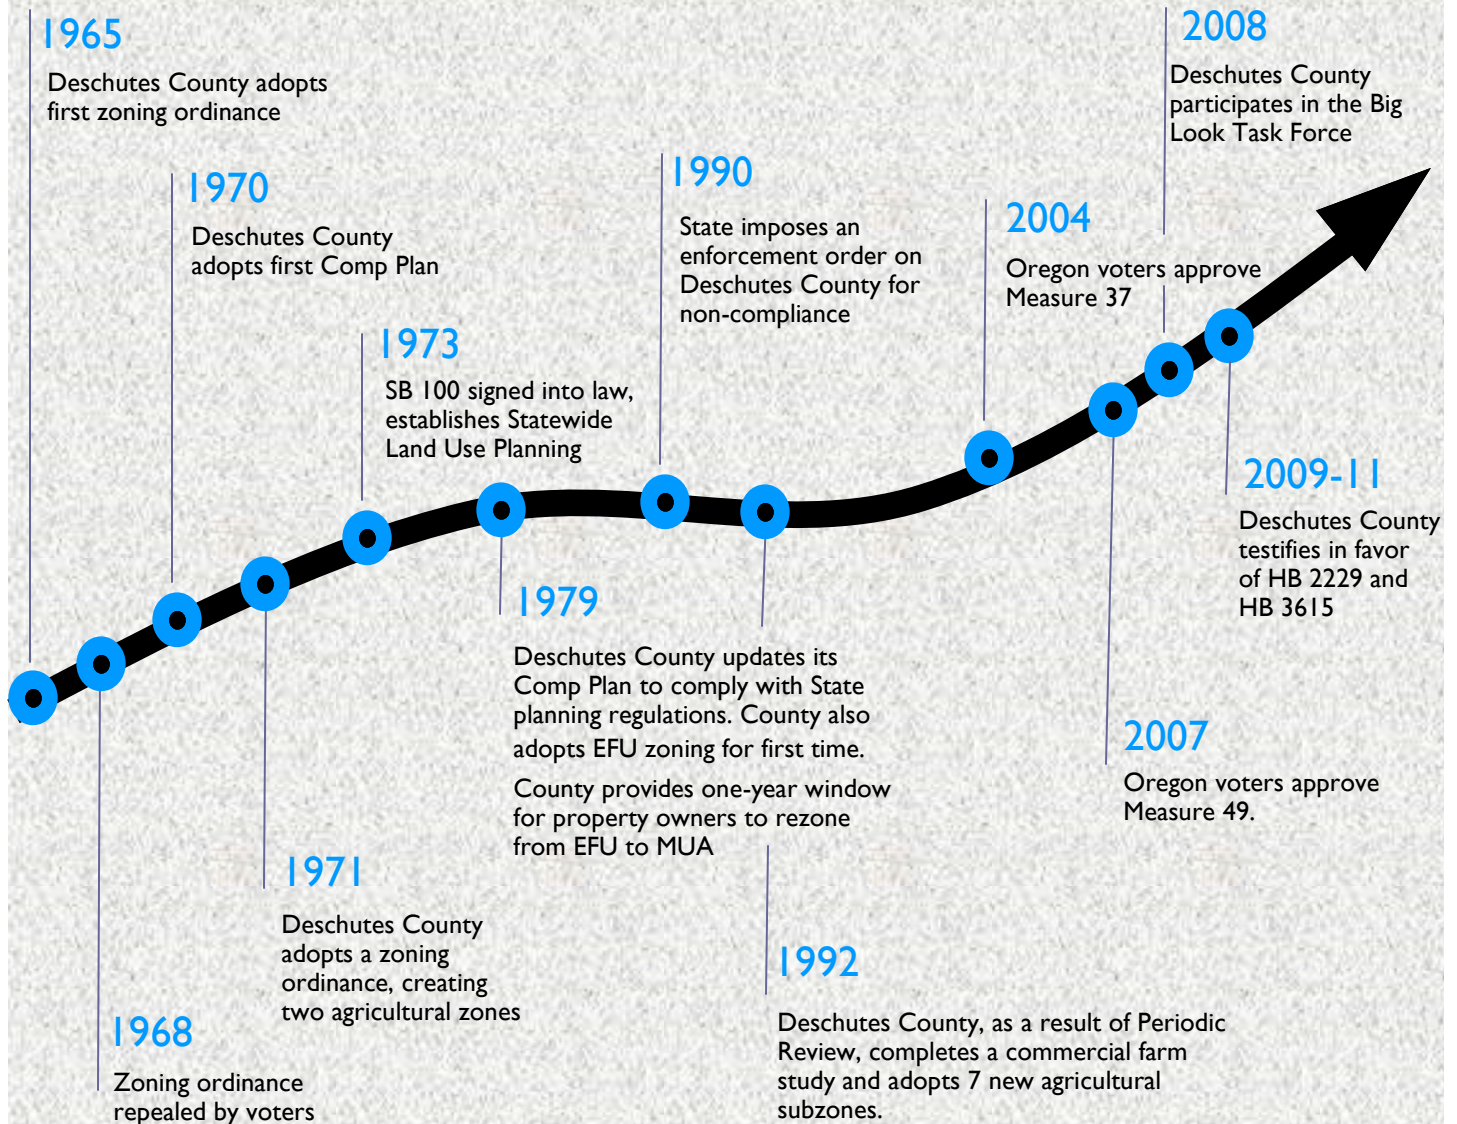 1965
Deschutes County adopts
first zoning ordinance
1968
Zoning ordinance
repealed by voters
1970
Deschutes County
adopts first Comp Plan
1971
Deschutes County
adopts a zoning
ordinance, creating
two agricultural zones
1973
SB 100 signed into law,
establishes Statewide
Land Use Planning
1979
Deschutes County updates its
Comp Plan to comply with State
planning regulations. County also
adopts EFU zoning for first time.
County provides one-year window
for property owners to rezone
from EFU to MUA
1990
State imposes an
enforcement order on
Deschutes County for
non-compliance
1992
Deschutes County, as a result of Periodic
Review, completes a commercial farm
study and adopts 7 new agricultural
subzones.
2004
Oregon voters approve
Measure 37
2007
Oregon voters approve
Measure 49.
2008
Deschutes County
participates in the Big
Look Task Force
2009-11
Deschutes County
testifies in favor
of HB 2229 and
HB 3615